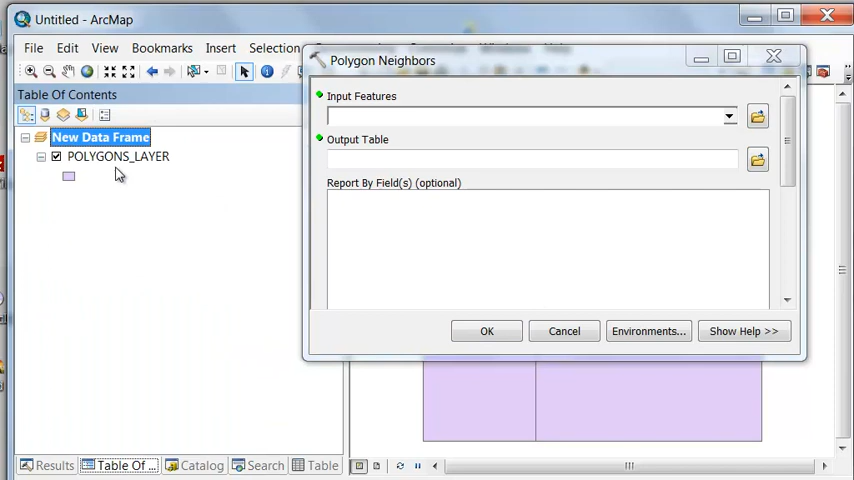 Untitled - ArcMap
File Edit View Bookmarks Insert Selection
Polygon Neighbors
Table Of Contents
Input Features
New Data Frame
Output Table
POLYGONS_LAYER
Report By Field(s) (optional)
OK Cancel Environments... Show Help >>
Results Table Of ... Catalog Search Table